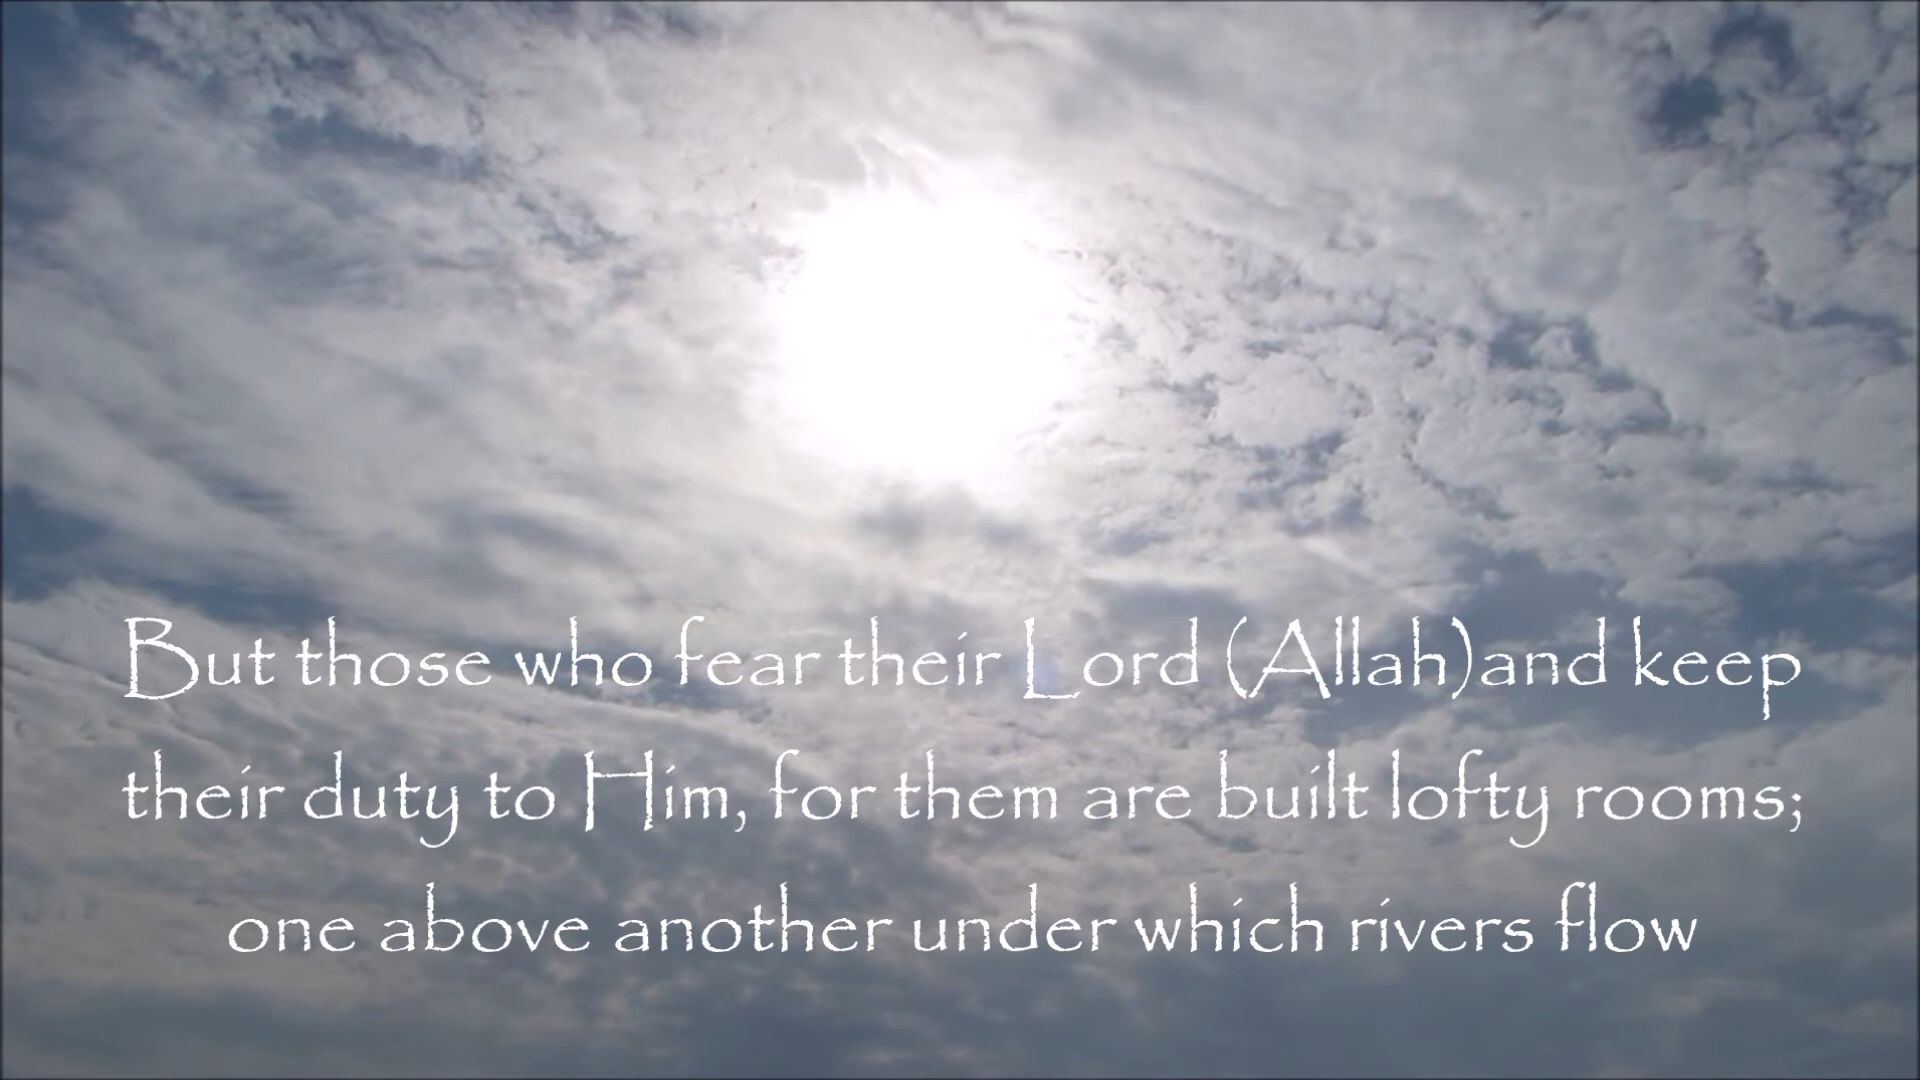 But those who fear their Lord (Allah)and keep
their duty to Him, for them are built lofty rooms;
one above another under which rivers flow